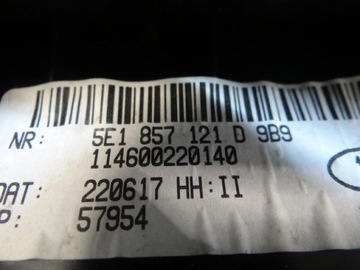 NR: 5E1 857 121 D 9B9
114600220140
DAT: 220617 HH:II
P: 57954